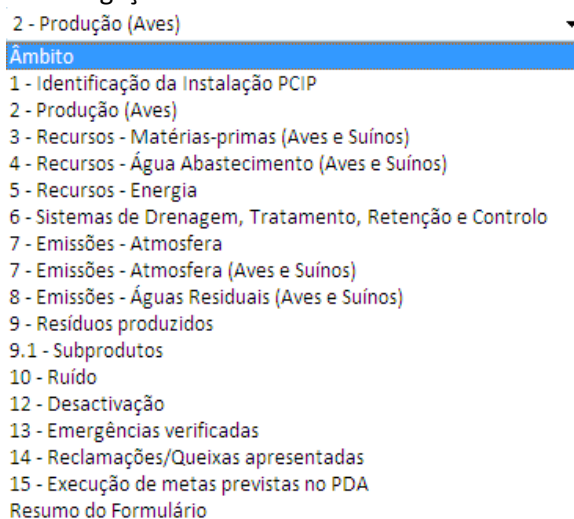 2 - Produção (Aves)
Âmbito
1 - Identificação da Instalação PCIP
2 - Produção (Aves)
3 - Recursos - Matérias-primas (Aves e Suínos)
4 - Recursos - Água Abastecimento (Aves e Suínos)
5 - Recursos - Energia
6 - Sistemas de Drenagem, Tratamento, Retenção e Controlo
7 - Emissões - Atmosfera
7 - Emissões - Atmosfera (Aves e Suínos)
8 - Emissões - Águas Residuais (Aves e Suínos)
9 - Resíduos produzidos
9.1 - Subprodutos
10 - Ruído
12 - Desactivação
13 - Emergências verificadas
14 - Reclamações/Queixas apresentadas
15 - Execução de metas previstas no PDA
Resumo do Formulário